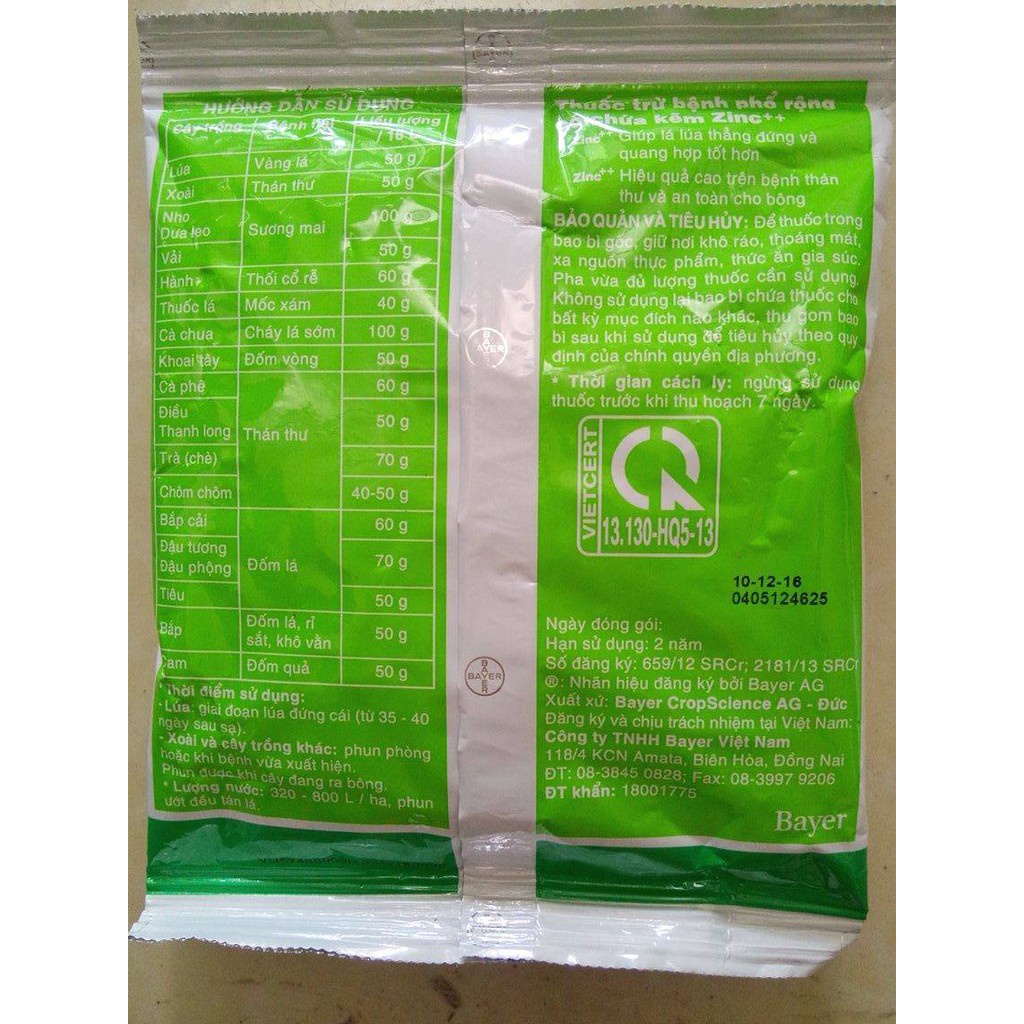 BAYER
HƯỚNG DẪN SỬ DỤNG
Cây trồng Bệnh hại Liều lượng
/ 16 L
Lúa Vàng lá 50 g
Xoài Thán thư 50 g
Nho
Dưa leo Sương mai 100 g
Vải 50 g
Hành Thối cổ rễ 60 g
Thuốc lá Mốc xám 40 g
Cà chua Cháy lá sớm 100 g
Khoai tây Đốm vòng 50 g
Cà phê 60 g
Điều
Thanh long Thán thư 50 g
Trà (chè) 70 g
Chôm chôm 40-50 g
Bắp cải 60 g
Đậu tương
Đậu phộng Đốm lá 70 g
Tiêu 50 g
Bắp Đốm lá, rỉ
sắt, khô vằn 50 g
Cam Đốm quả 50 g
* Thời điểm sử dụng:
- Lúa: giai đoạn lúa đứng cái (từ 35 - 40
ngày sau sạ).
- Xoài và cây trồng khác: phun phòng
hoặc khi bệnh vừa xuất hiện.
Phun được khi cây đang ra bông.
* Lượng nước: 320 - 800 L / ha, phun
ướt đều tán lá.
BAYER
BAYER
BAYER
BAYER
Thuốc trừ bệnh phổ rộng
chứa kẽm Zinc++
Zinc++ Giúp lá lúa thẳng đứng và
quang hợp tốt hơn
Zinc++ Hiệu quả cao trên bệnh thán
thư và an toàn cho bông
BẢO QUẢN VÀ TIÊU HỦY: Để thuốc trong
bao bì gốc, giữ nơi khô ráo, thoáng mát,
xa nguồn thực phẩm, thức ăn gia súc.
Pha vừa đủ lượng thuốc cần sử dụng.
Không sử dụng lại bao bì chứa thuốc cho
bất kỳ mục đích nào khác, thu gom bao
bì sau khi sử dụng để tiêu hủy theo quy
định của chính quyền địa phương.
* Thời gian cách ly: ngừng sử dụng
thuốc trước khi thu hoạch 7 ngày.
VIETCERT
13.130-HQ5-13
10-12-16
0405124625
Ngày đóng gói:
Hạn sử dụng: 2 năm
Số đăng ký: 659/12 SRCr; 2181/13 SRCr
®: Nhãn hiệu đăng ký bởi Bayer AG
Xuất xứ: Bayer CropScience AG - Đức
Đăng ký và chịu trách nhiệm tại Việt Nam:
Công ty TNHH Bayer Việt Nam
118/4 KCN Amata, Biên Hòa, Đồng Nai
ĐT: 08-3845 0828; Fax: 08-3997 9206
ĐT khẩn: 18001775
Bayer